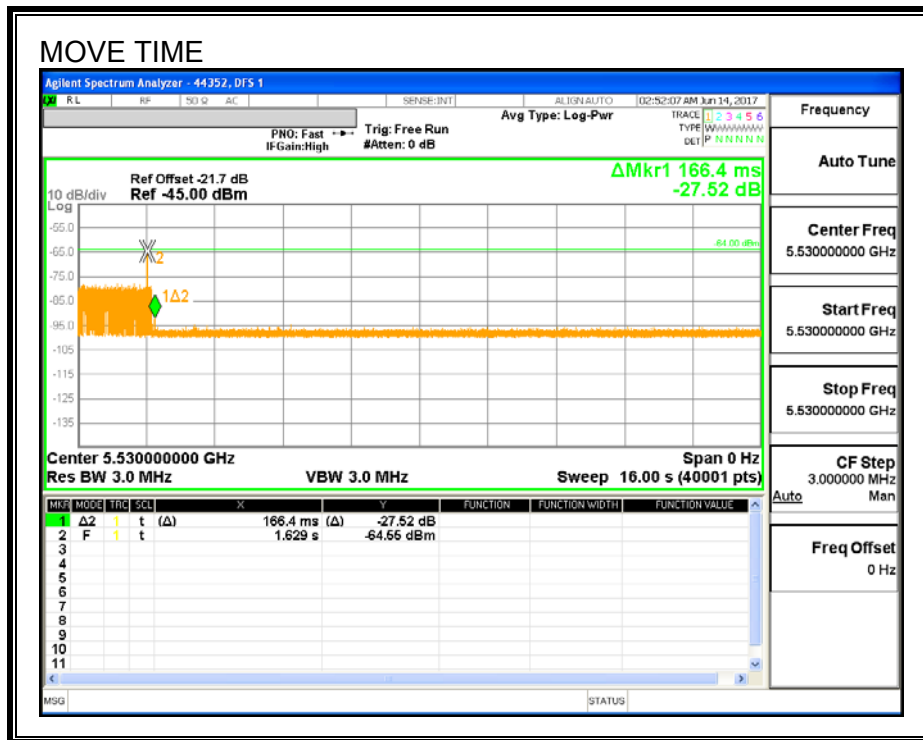 MOVE TIME
Agilent Spectrum Analyzer - 44352, DFS 1
LXI RL RF 50 Ω AC SENSE:INT ALIGNAUTO 02:52:07 AM Jun 14, 2017
Avg Type: Log-Pwr
TRACE 1 2 3 4 5 6
TYPE WWWWWWW
DET P N N N N N
PNO: Fast Trig: Free Run
IFGain:High #Atten: 0 dB
ΔMkr1 166.4 ms
-27.52 dB
Ref Offset -21.7 dB
10 dB/div Ref -45.00 dBm
Log
-55.0
-64.00 dBm
-65.0
2
-75.0
-85.0
1Δ2
-95.0
-105
-115
-125
-135
Center 5.530000000 GHz Span 0 Hz
Res BW 3.0 MHz VBW 3.0 MHz Sweep 16.00 s (40001 pts)
MKR MODE TRC SCL X Y FUNCTION FUNCTION WIDTH FUNCTION VALUE
1 Δ2 1 t (Δ) 166.4 ms (Δ) -27.52 dB
2 F 1 t 1.629 s -64.55 dBm
3
4
5
6
7
8
9
10
11
MSG STATUS
Frequency
Auto Tune
Center Freq
5.530000000 GHz
Start Freq
5.530000000 GHz
Stop Freq
5.530000000 GHz
CF Step
3.000000 MHz
Auto Man
Freq Offset
0 Hz